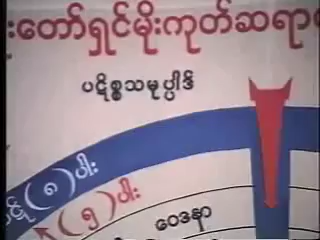 းတော်ရှင်မိုးကုတ်ဆရာ
ပဋိစ္စသမုပ္ပါဒ်
(၈) ပါး
(၅) ပါး
ဝေဒနာ